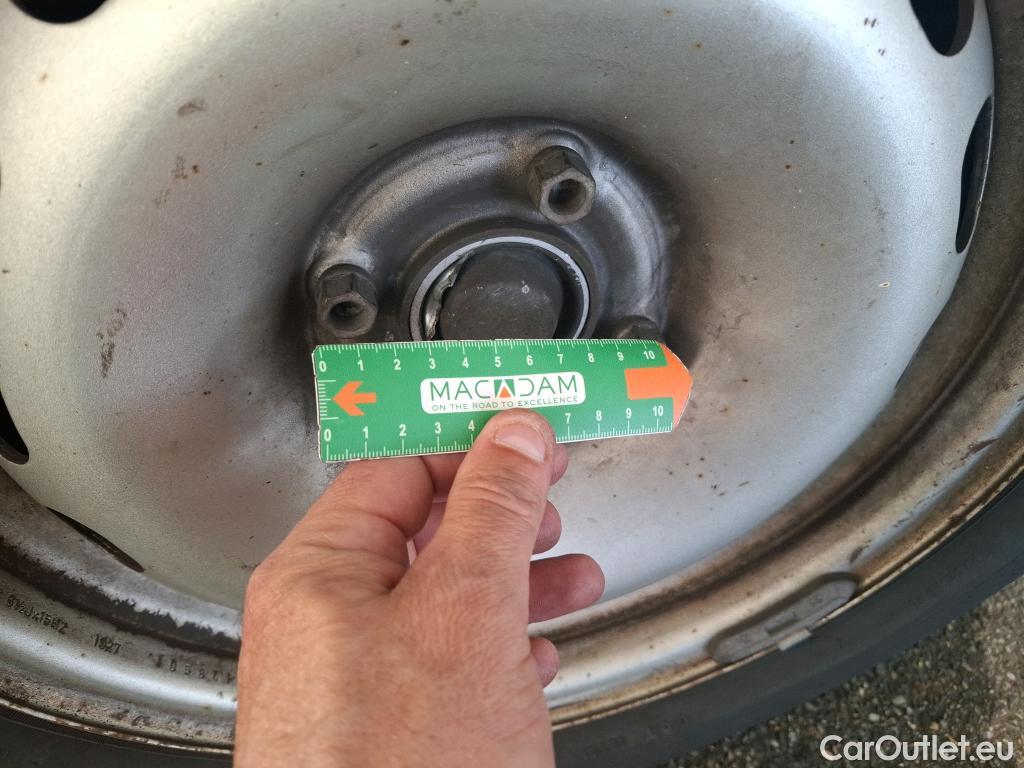 0 1 2 3 4 5 6 7 8 9 10
MACADAM
ON THE ROAD TO EXCELLENCE
0 1 2 3 4 7 8 9 10
1527
CarOutlet.eu